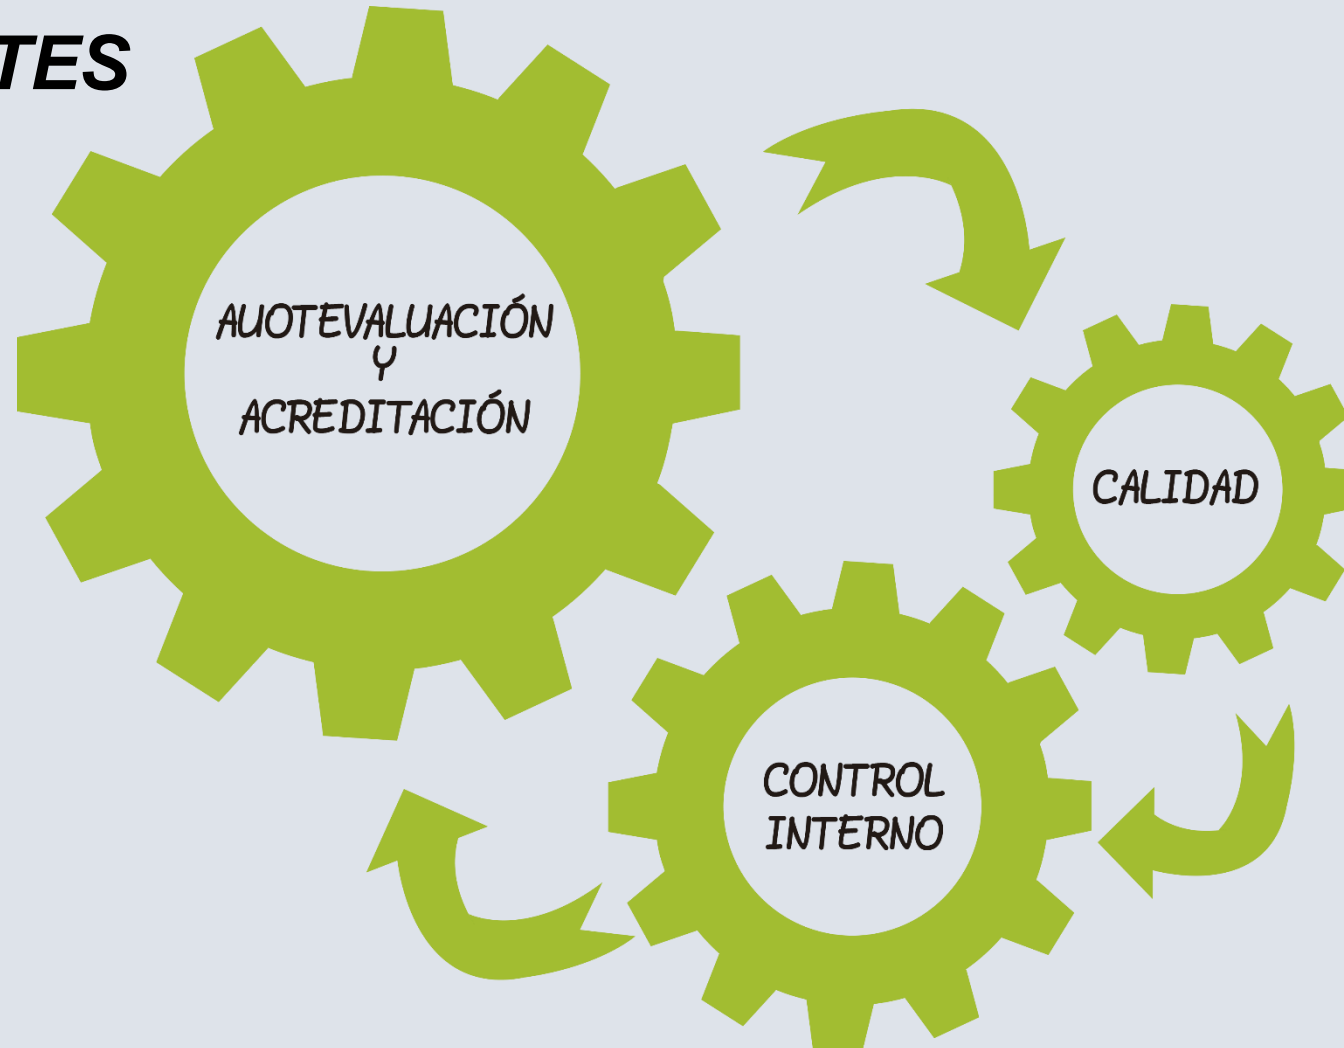 TES
AUOTEVALUACIÓN
Y
ACREDITACIÓN
CALIDAD
CONTROL
INTERNO